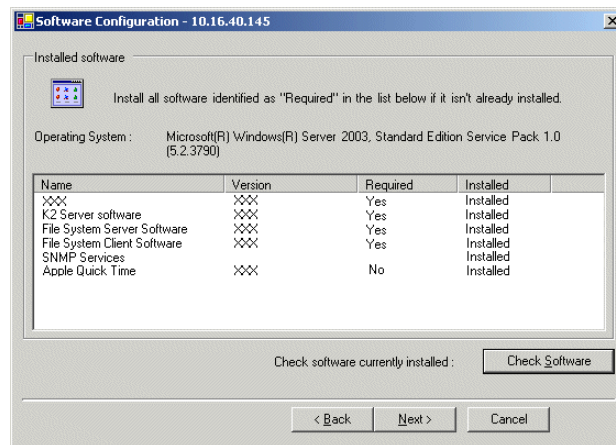 Software Configuration - 10.16.40.145
Installed software
Install all software identified as "Required" in the list below if it isn't already installed.
Operating System : Microsoft(R) Windows(R) Server 2003, Standard Edition Service Pack 1.0
(5.2.3790)
Name Version Required Installed
XXX XXX Yes Installed
K2 Server software XXX Yes Installed
File System Server Software XXX Yes Installed
File System Client Software XXX Yes Installed
SNMP Services Installed
Apple Quick Time XXX No Installed
Check software currently installed : Check Software
< Back Next > Cancel